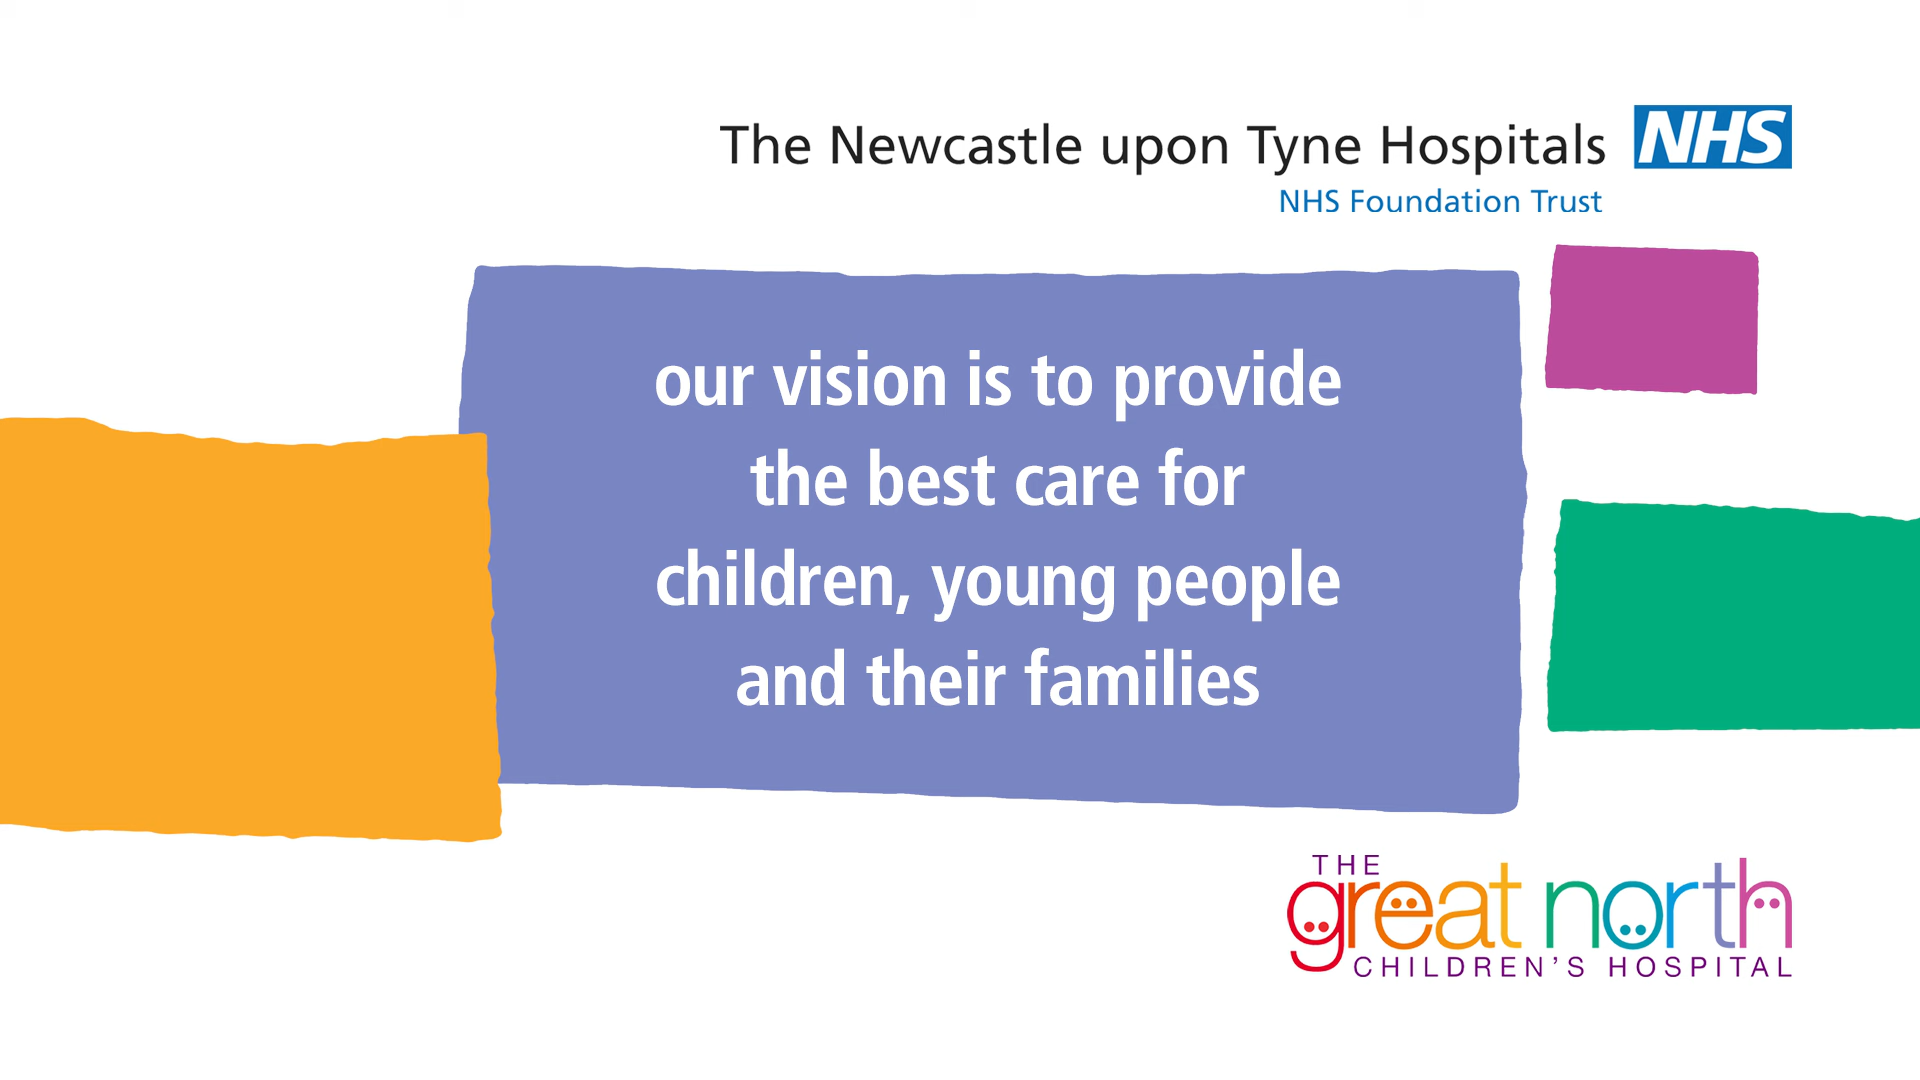 The Newcastle upon Tyne Hospitals NHS
NHS Foundation Trust
our vision is to provide
the best care for
children, young people
and their families
THE
great north
CHILDREN'S HOSPITAL